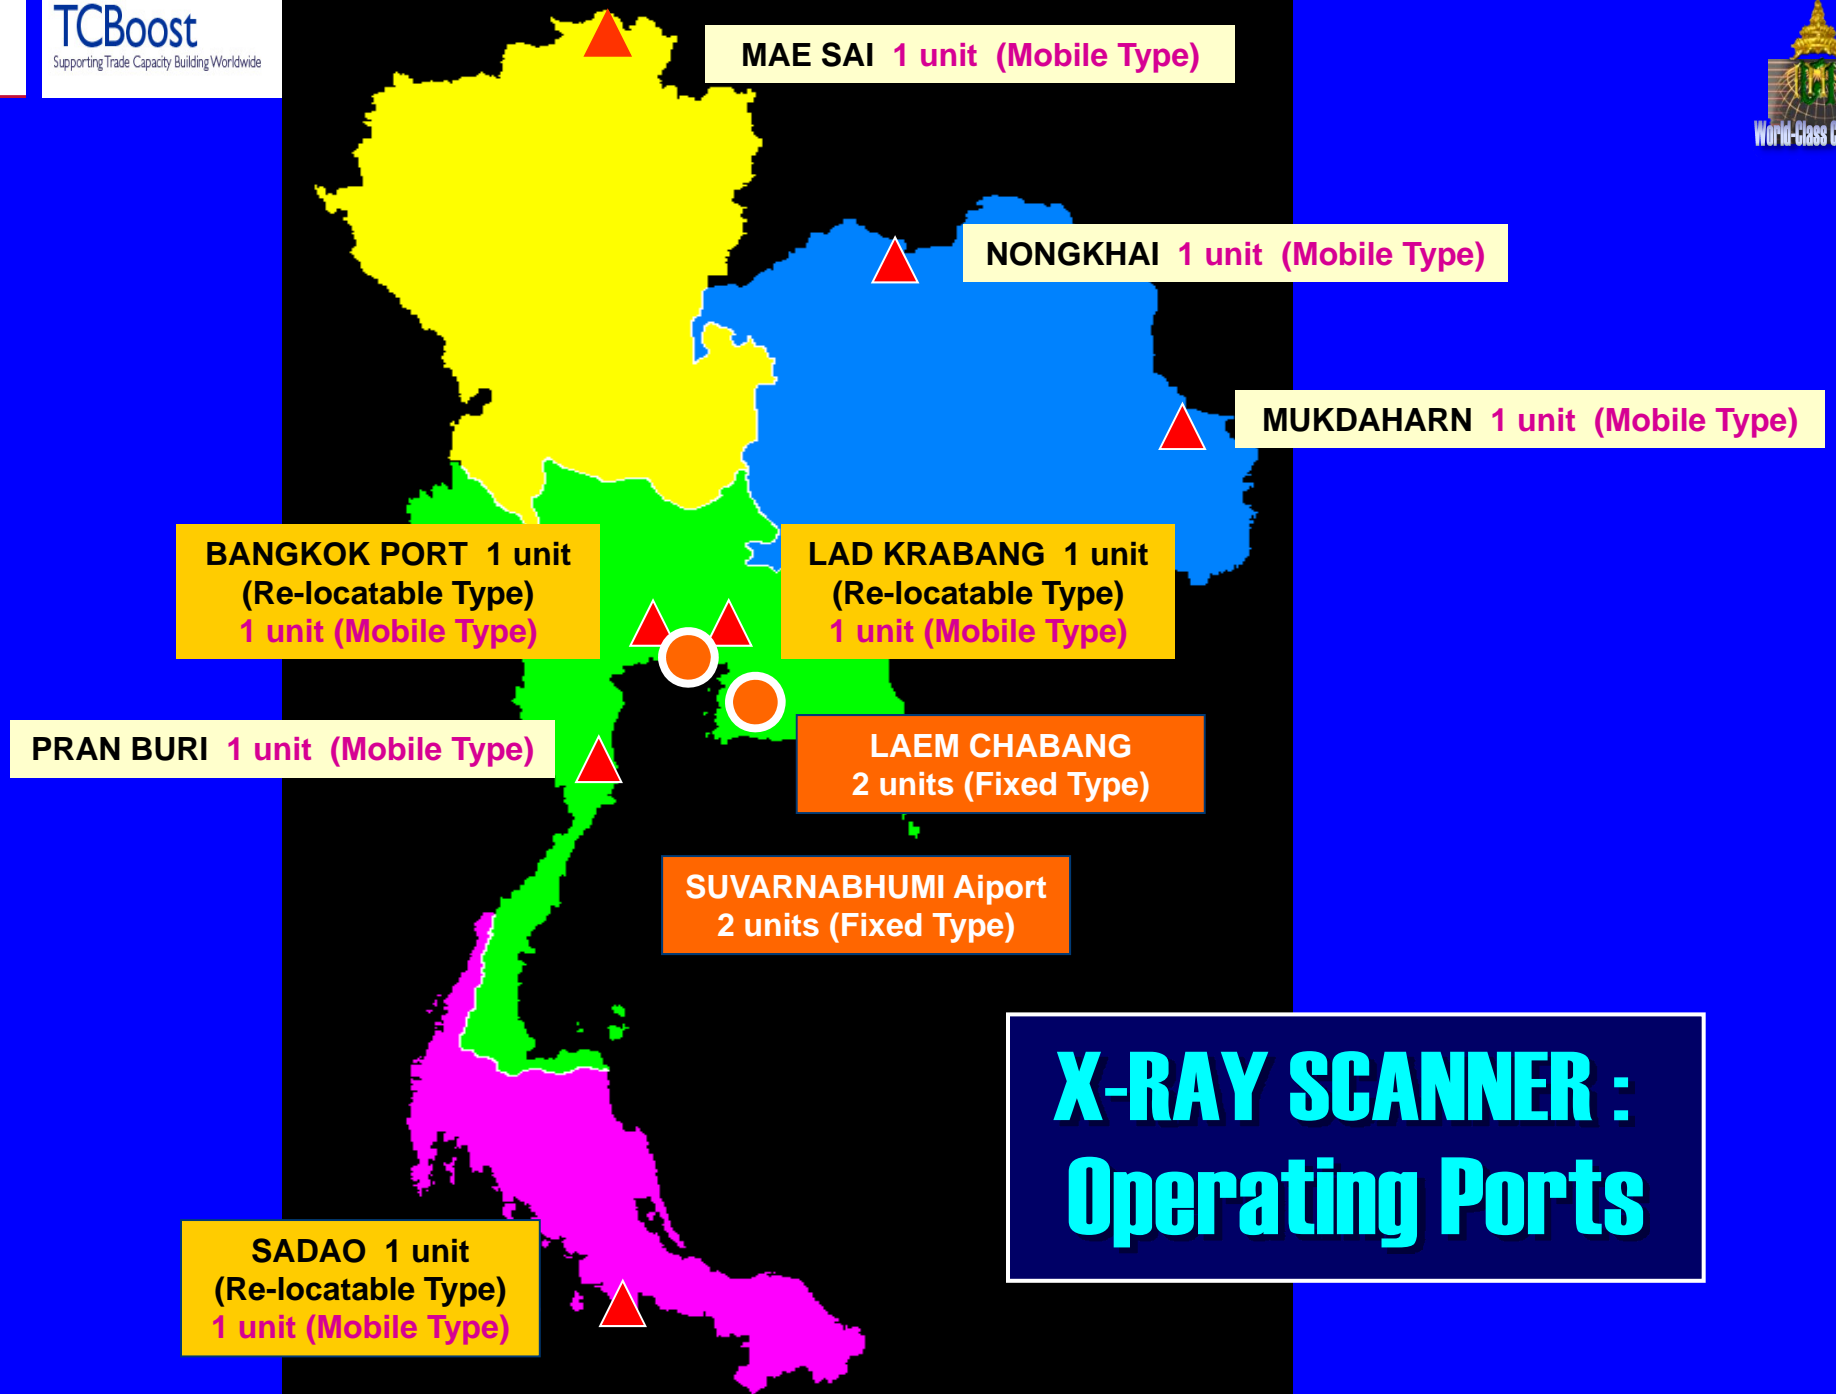 TCBoost
Supporting Trade Capacity Building Worldwide
MAE SAI 1 unit (Mobile Type)
World-Class C
NONGKHAI 1 unit (Mobile Type)
MUKDAHARN 1 unit (Mobile Type)
BANGKOK PORT 1 unit
(Re-locatable Type)
1 unit (Mobile Type)
LAD KRABANG 1 unit
(Re-locatable Type)
1 unit (Mobile Type)
PRAN BURI 1 unit (Mobile Type)
LAEM CHABANG
2 units (Fixed Type)
SUVARNABHUMI Aiport
2 units (Fixed Type)
X-RAY SCANNER :
Operating Ports
SADAO 1 unit
(Re-locatable Type)
1 unit (Mobile Type)